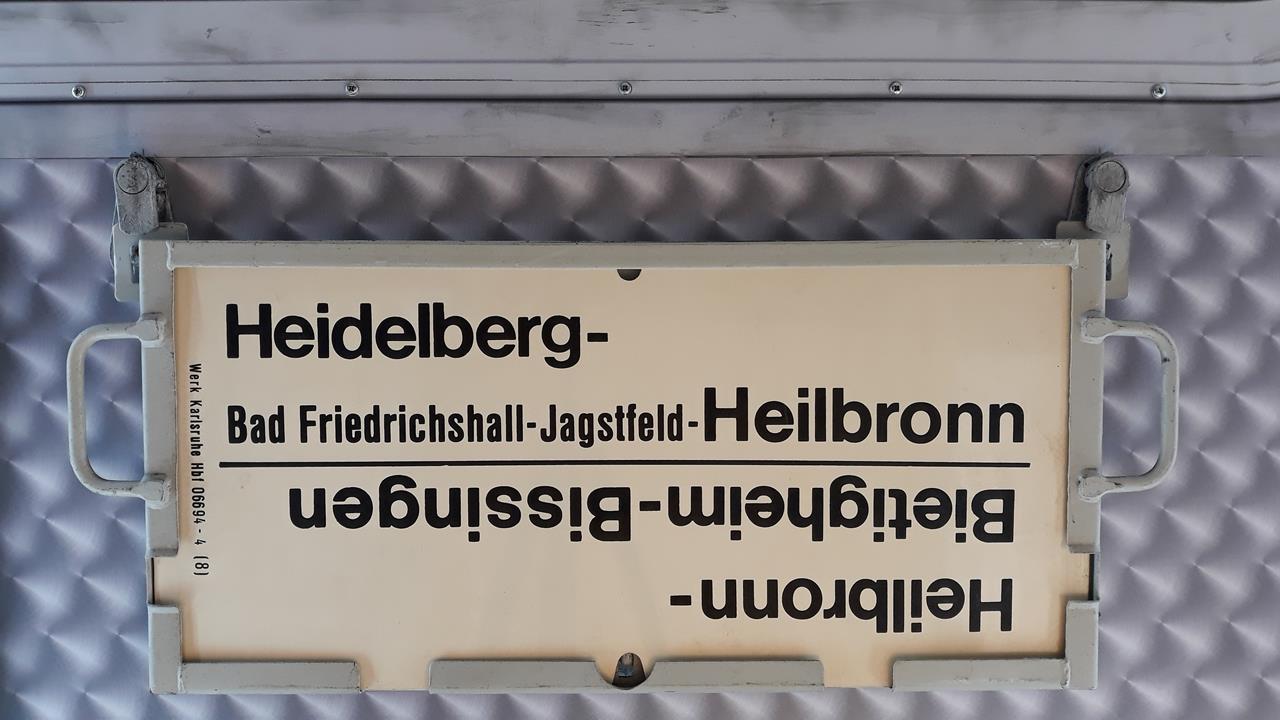 Heidelberg-
Bad Friedrichshall-Jagstfeld-Heilbronn
Heilbronn-
Bietigheim-Bissingen
Werk Karlsruhe Hbf 06694 - 4 (8)